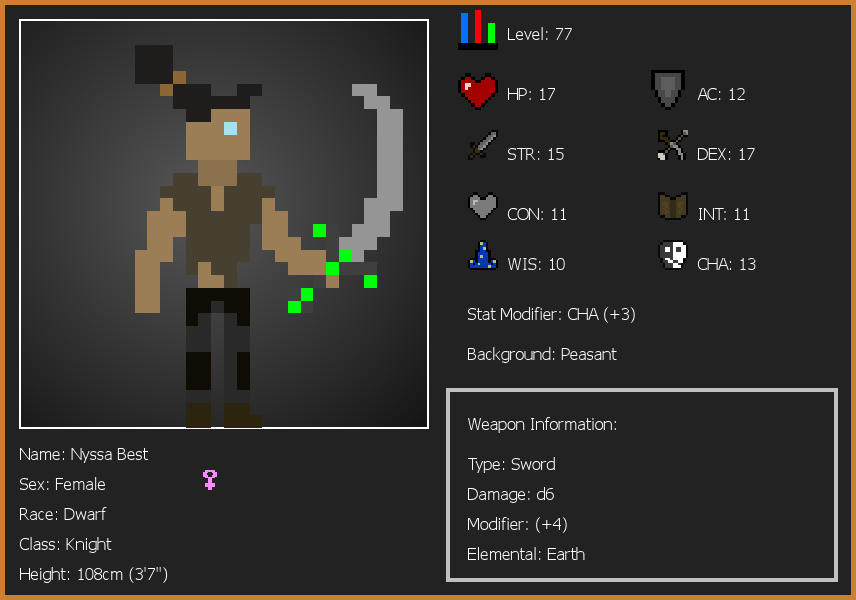 Level: 77
HP: 17
AC: 12
STR: 15
DEX: 17
CON: 11
INT: 11
WIS: 10
CHA: 13
Stat Modifier: CHA (+3)
Background: Peasant
Weapon Information:
Type: Sword
Damage: d6
Modifier: (+4)
Elemental: Earth
Name: Nyssa Best
Sex: Female
Race: Dwarf
Class: Knight
Height: 108cm (3'7")